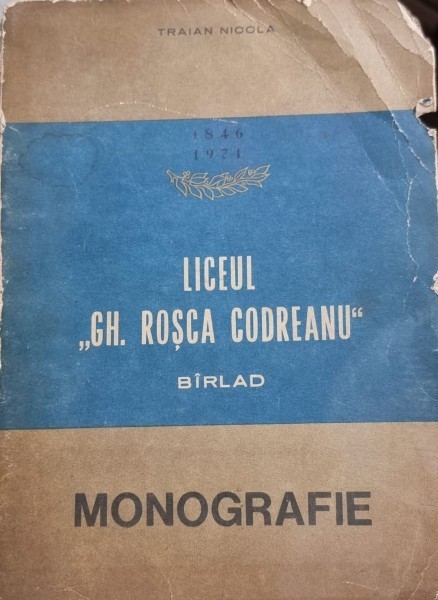 TRAIAN NICOLA
1846
1971
LICEUL
„GH. ROȘCA CODREANU“
BÎRLAD
MONOGRAFIE